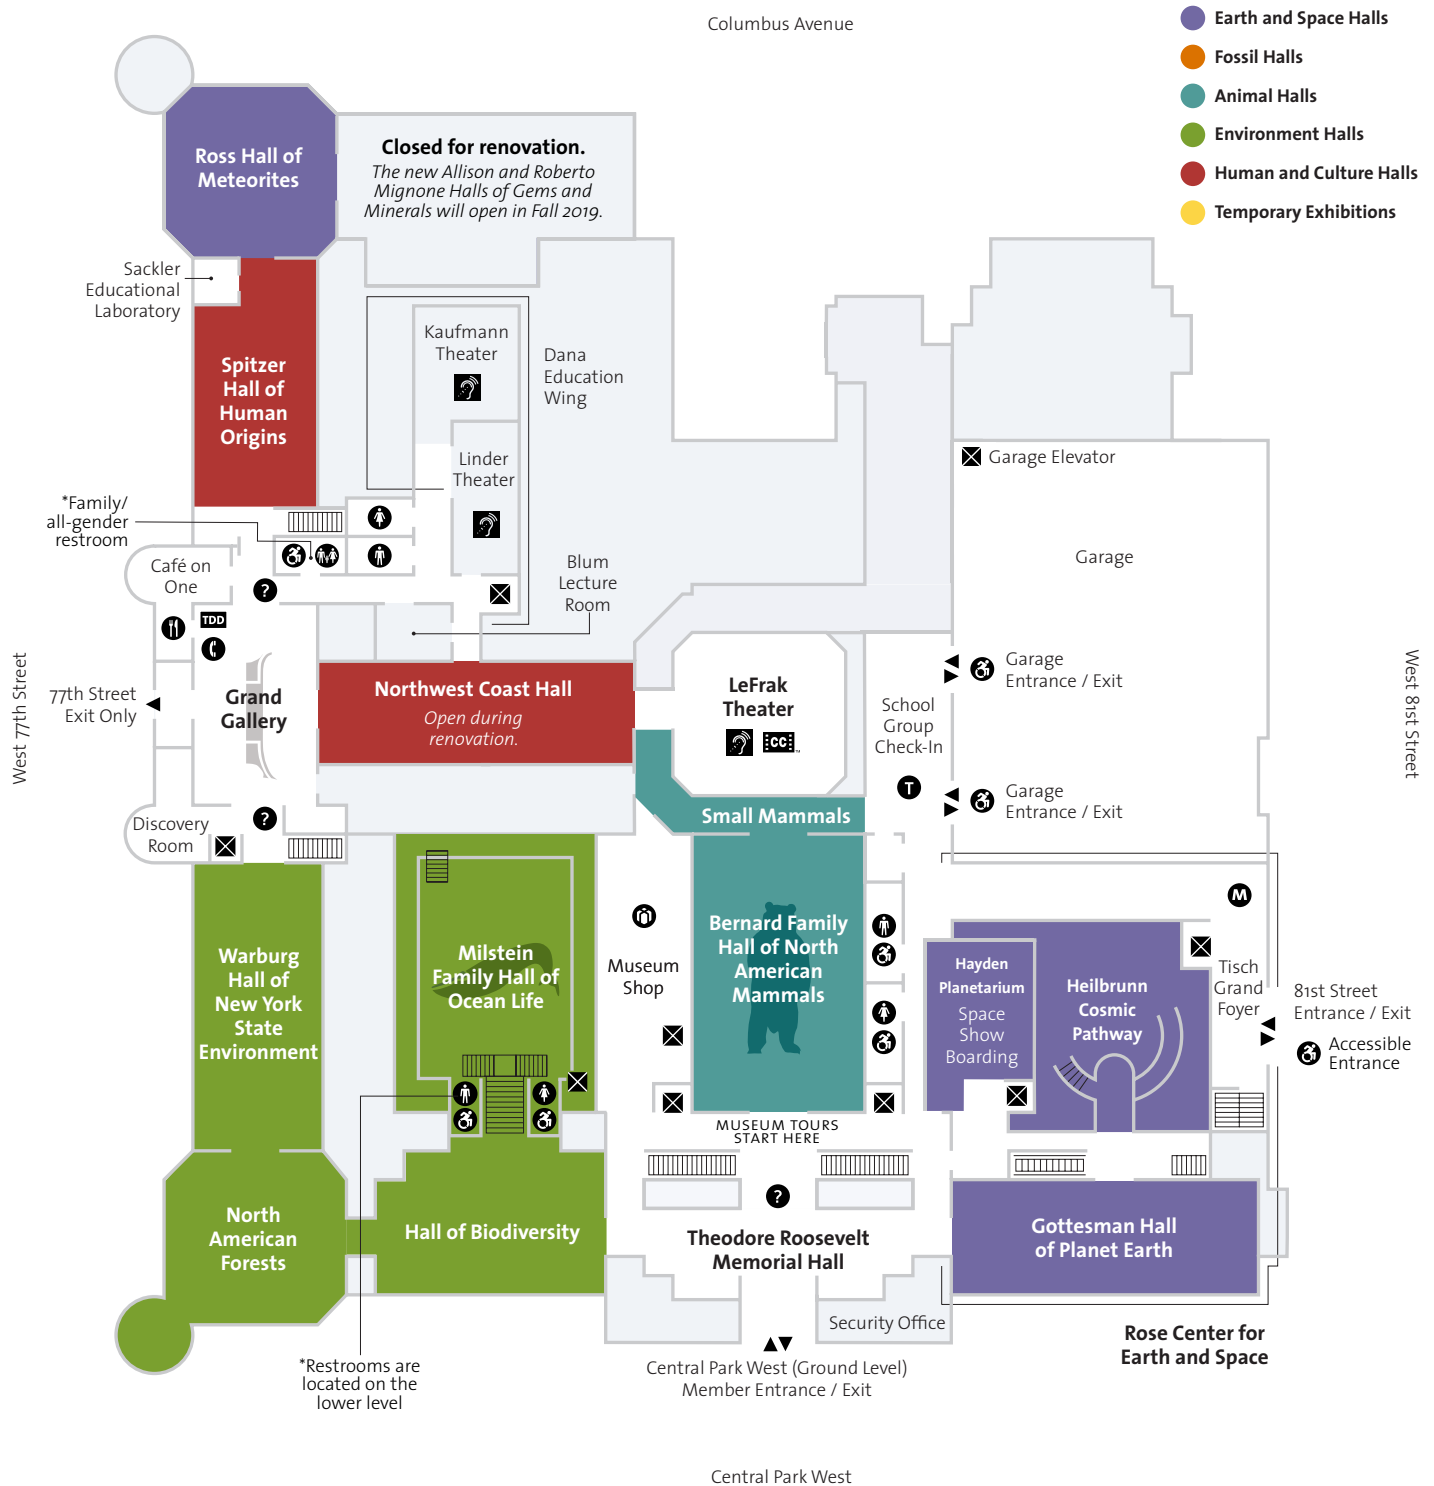 Columbus Avenue
Earth and Space Halls
Fossil Halls
Animal Halls
Environment Halls
Human and Culture Halls
Temporary Exhibitions
Ross Hall of
Meteorites
Closed for renovation.
The new Allison and Roberto
Mignone Halls of Gems and
Minerals will open in Fall 2019.
Sackler
Educational
Laboratory
Spitzer
Hall of
Human
Origins
Kaufmann
Theater
Dana
Education
Wing
Linder
Theater
Garage Elevator
Garage
*Family/
all-gender
restroom
Café on
One
?
TDD
Blum
Lecture
Room
West 77th Street
77th Street
Exit Only
Grand
Gallery
Northwest Coast Hall
Open during
renovation.
LeFrak
Theater
CC
School
Group
Check-In
T
Garage
Entrance / Exit
Garage
Entrance / Exit
West 81st Street
Discovery
Room
?
Small Mammals
M
Warburg
Hall of
New York
State
Environment
Milstein
Family Hall of
Ocean Life
Museum
Shop
Bernard Family
Hall of North
American
Mammals
Hayden
Planetarium
Space
Show
Boarding
Heilbrunn
Cosmic
Pathway
Tisch
Grand
Foyer
81st Street
Entrance / Exit
Accessible
Entrance
MUSEUM TOURS
START HERE
?
North
American
Forests
Hall of Biodiversity
Theodore Roosevelt
Memorial Hall
Gottesman Hall
of Planet Earth
Security Office
Rose Center for
Earth and Space
*Restrooms are
located on the
lower level
Central Park West (Ground Level)
Member Entrance / Exit
Central Park West